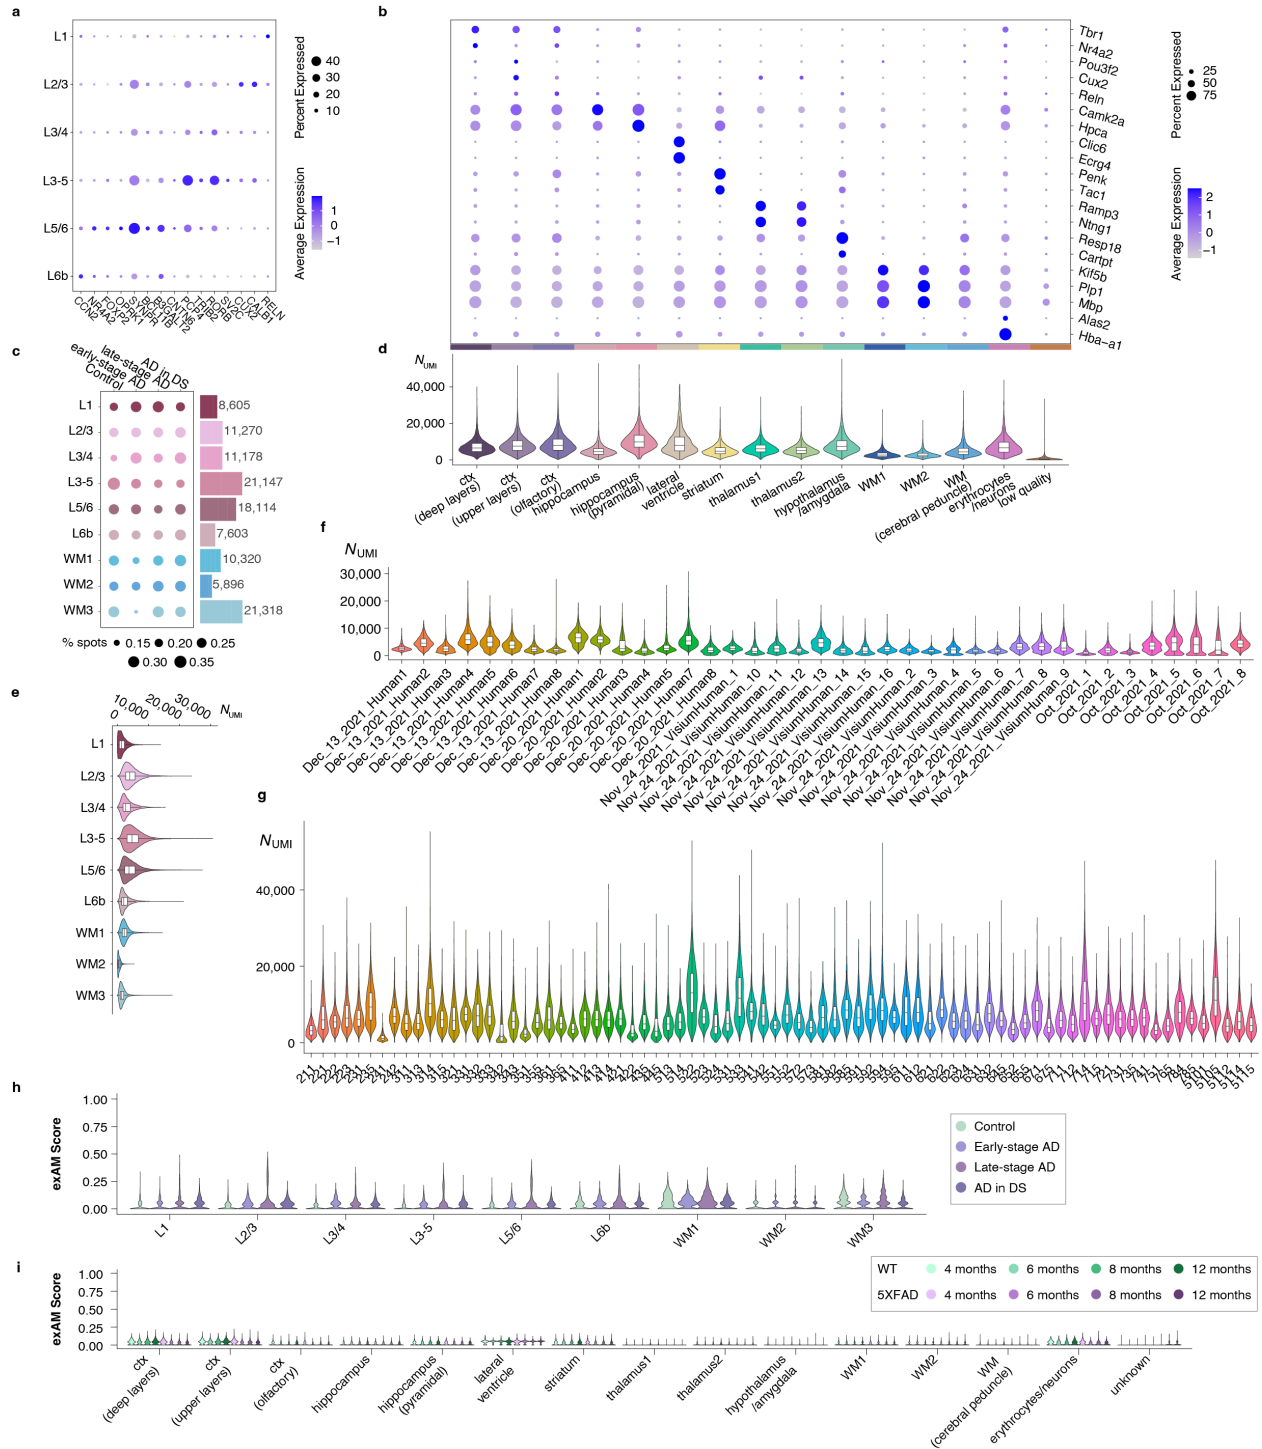 a
L1
L2/3
L3/4
L3-5
L5/6
L6b
CCN2
NR4A2
FOXP2
OPRK1
SYNPR
BCL11B
B3GALT2
CNTN6
PCP4
TRIB2
RORB
SV2C
CUX2
CALB1
RELN
Percent Expressed
40
30
20
10
Average Expression
1
0
−1
b
Tbr1
Nr4a2
Pou3f2
Cux2
Reln
Camk2a
Hpca
Clic6
Ecrg4
Penk
Tac1
Ramp3
Ntng1
Resp18
Cartpt
Kif5b
Plp1
Mbp
Alas2
Hba−a1
Percent Expressed
25
50
75
Average Expression
2
1
0
−1
c
Control
early-stage AD
late-stage AD
AD in DS
L1
L2/3
L3/4
L3-5
L5/6
L6b
WM1
WM2
WM3
8,605
11,270
11,178
21,147
18,114
7,603
10,320
5,896
21,318
% spots
0.15
0.20
0.25
0.30
0.35
d
NUMI
40,000
20,000
0
ctx (deep layers)
ctx (upper layers)
ctx (olfactory)
hippocampus
hippocampus (pyramidal)
lateral ventricle
striatum
thalamus1
thalamus2
hypothalamus /amygdala
WM1
WM2
WM (cerebral peduncle)
erythrocytes /neurons
low quality
e
0
10,000
20,000
30,000
NUMI
L1
L2/3
L3/4
L3-5
L5/6
L6b
WM1
WM2
WM3
f
NUMI
30,000
20,000
10,000
0
Dec_13_2021_Human1
Dec_13_2021_Human2
Dec_13_2021_Human3
Dec_13_2021_Human4
Dec_13_2021_Human5
Dec_13_2021_Human6
Dec_13_2021_Human7
Dec_13_2021_Human8
Dec_20_2021_Human1
Dec_20_2021_Human2
Dec_20_2021_Human3
Dec_20_2021_Human4
Dec_20_2021_Human5
Dec_20_2021_Human7
Dec_20_2021_Human8
Nov_24_2021_VisiumHuman_1
Nov_24_2021_VisiumHuman_10
Nov_24_2021_VisiumHuman_11
Nov_24_2021_VisiumHuman_12
Nov_24_2021_VisiumHuman_13
Nov_24_2021_VisiumHuman_14
Nov_24_2021_VisiumHuman_15
Nov_24_2021_VisiumHuman_16
Nov_24_2021_VisiumHuman_2
Nov_24_2021_VisiumHuman_3
Nov_24_2021_VisiumHuman_4
Nov_24_2021_VisiumHuman_5
Nov_24_2021_VisiumHuman_6
Nov_24_2021_VisiumHuman_7
Nov_24_2021_VisiumHuman_8
Nov_24_2021_VisiumHuman_9
Oct_2021_1
Oct_2021_2
Oct_2021_3
Oct_2021_4
Oct_2021_5
Oct_2021_6
Oct_2021_7
Oct_2021_8
g
NUMI
40,000
20,000
0
h
exAM Score
1.00
0.75
0.50
0.25
0.00
L1
L2/3
L3/4
L3-5
L5/6
L6b
WM1
WM2
WM3
Control
Early-stage AD
Late-stage AD
AD in DS
i
exAM Score
1.00
0.75
0.50
0.25
0.00
ctx (deep layers)
ctx (upper layers)
ctx (olfactory)
hippocampus
hippocampus (pyramidal)
lateral ventricle
striatum
thalamus1
thalamus2
hypothalamus /amygdala
WM1
WM2
WM (cerebral peduncle)
erythrocytes/neurons
unknown
WT
4 months
6 months
8 months
12 months
5XFAD
4 months
6 months
8 months
12 months